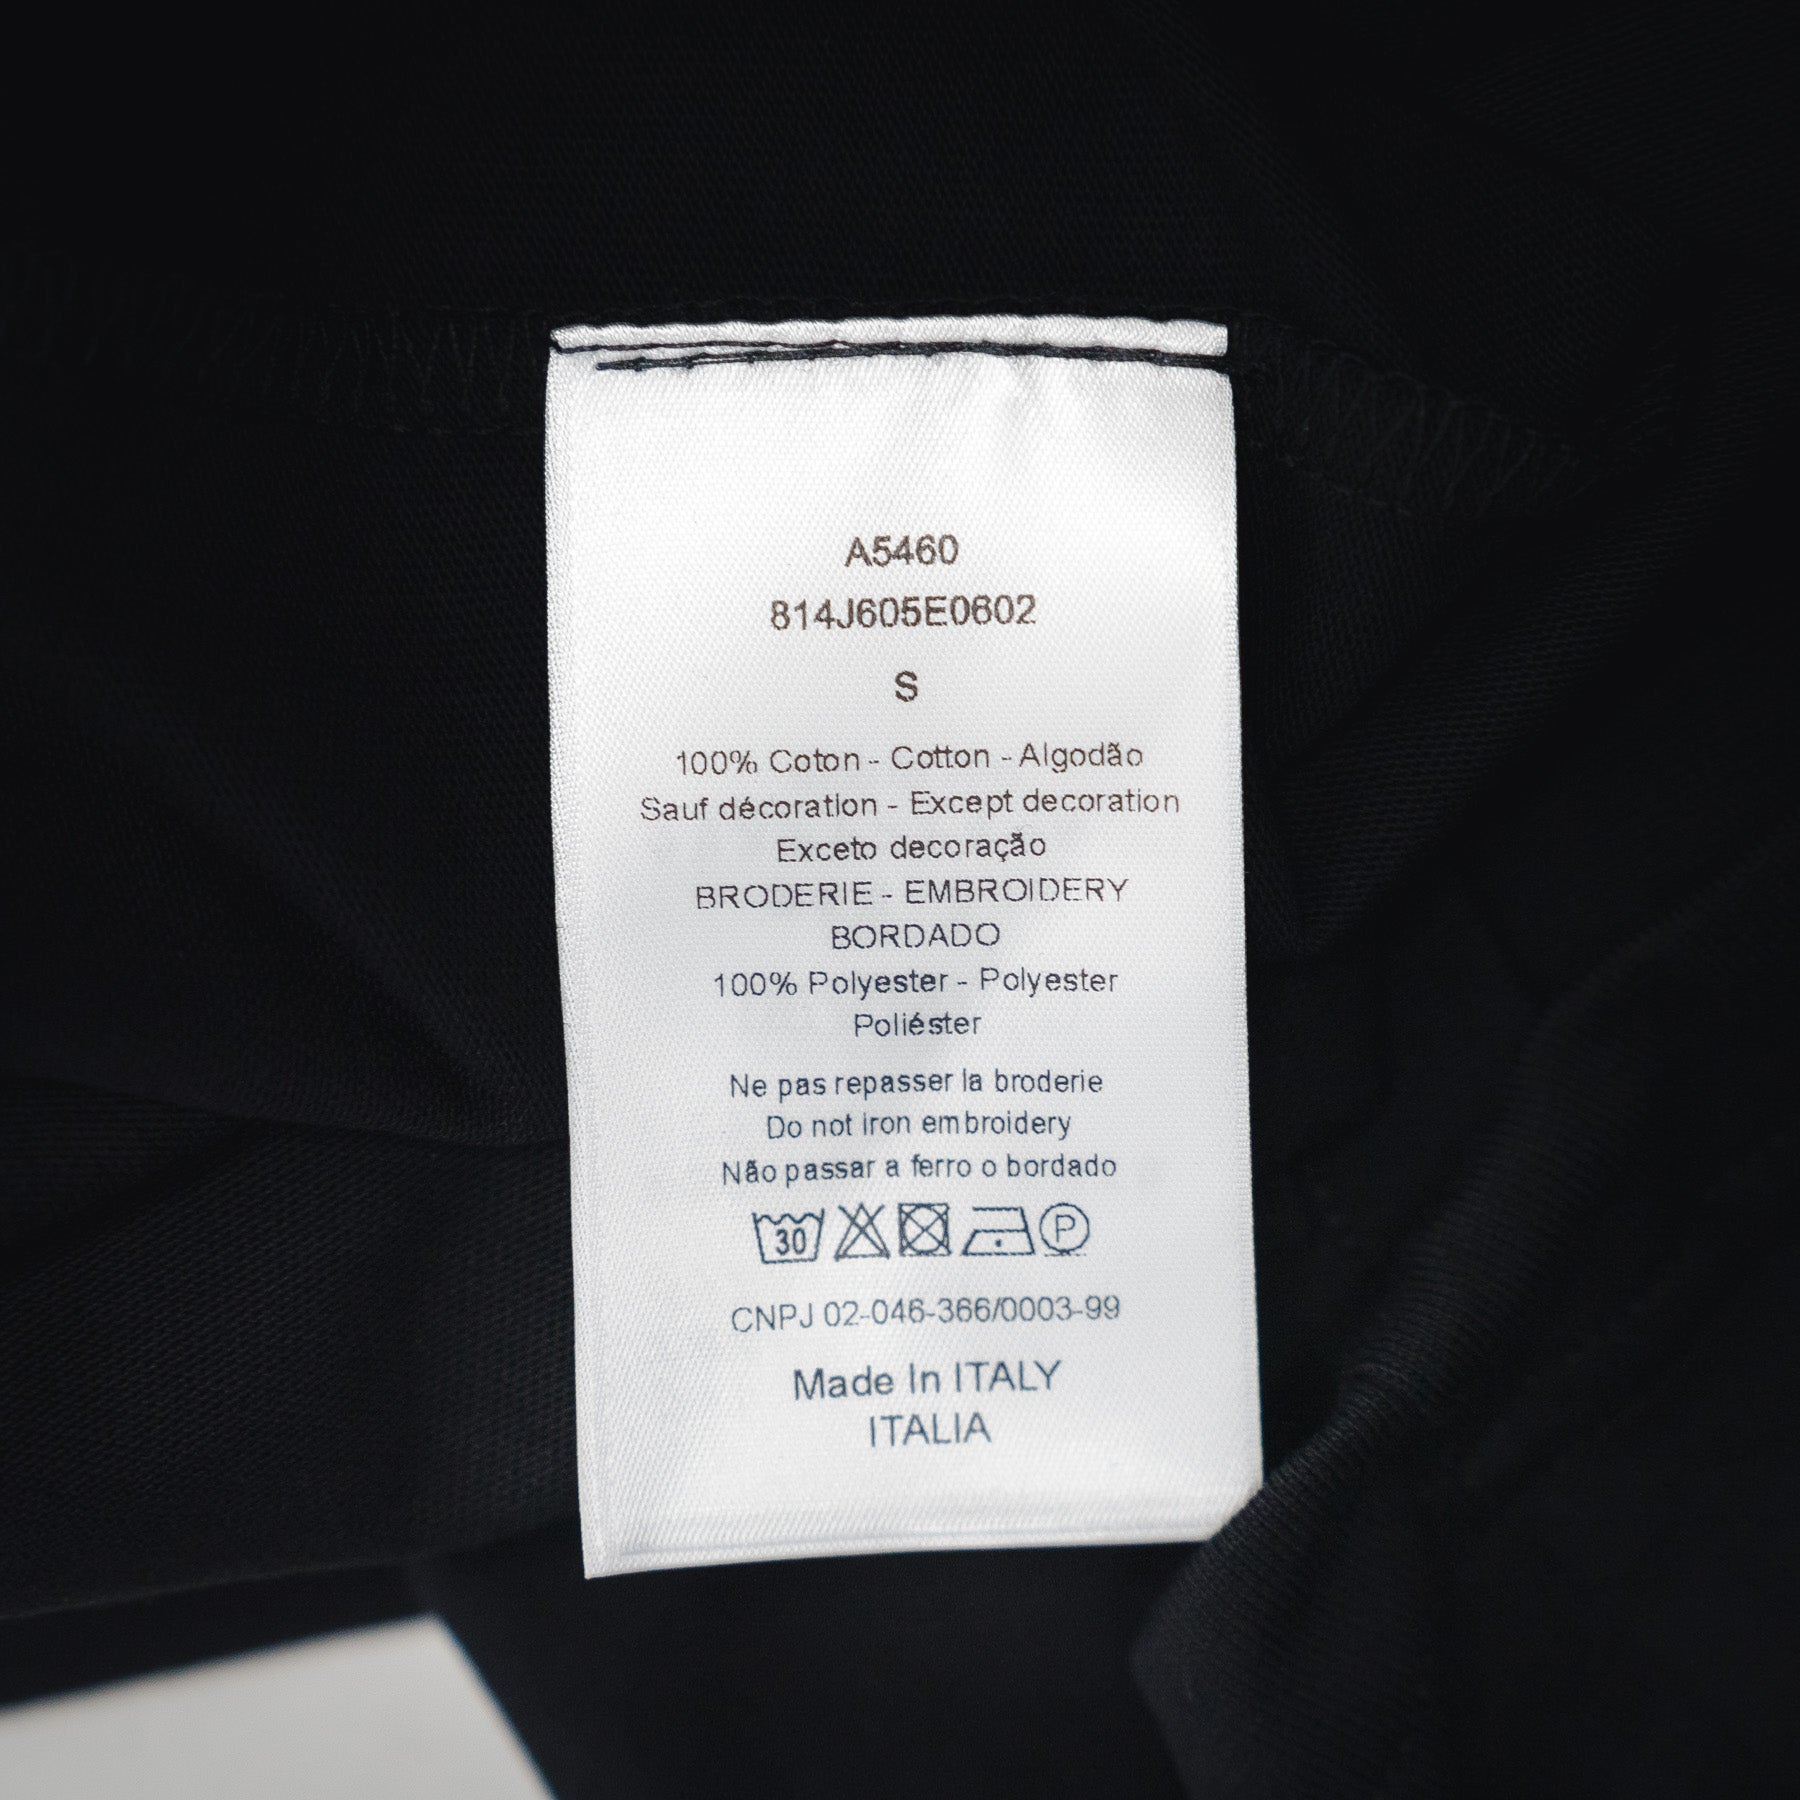 A5460
814J605E0602
S
100% Coton - Cotton - Algodão
Sauf décoration - Except decoration
Exceto decoração
BRODERIE - EMBROIDERY
BORDADO
100% Polyester - Polyester
Poliéster
Ne pas repasser la broderie
Do not iron embroidery
Não passar a ferro o bordado
30 P
CNPJ 02-046-366/0003-99
Made In ITALY
ITALIA